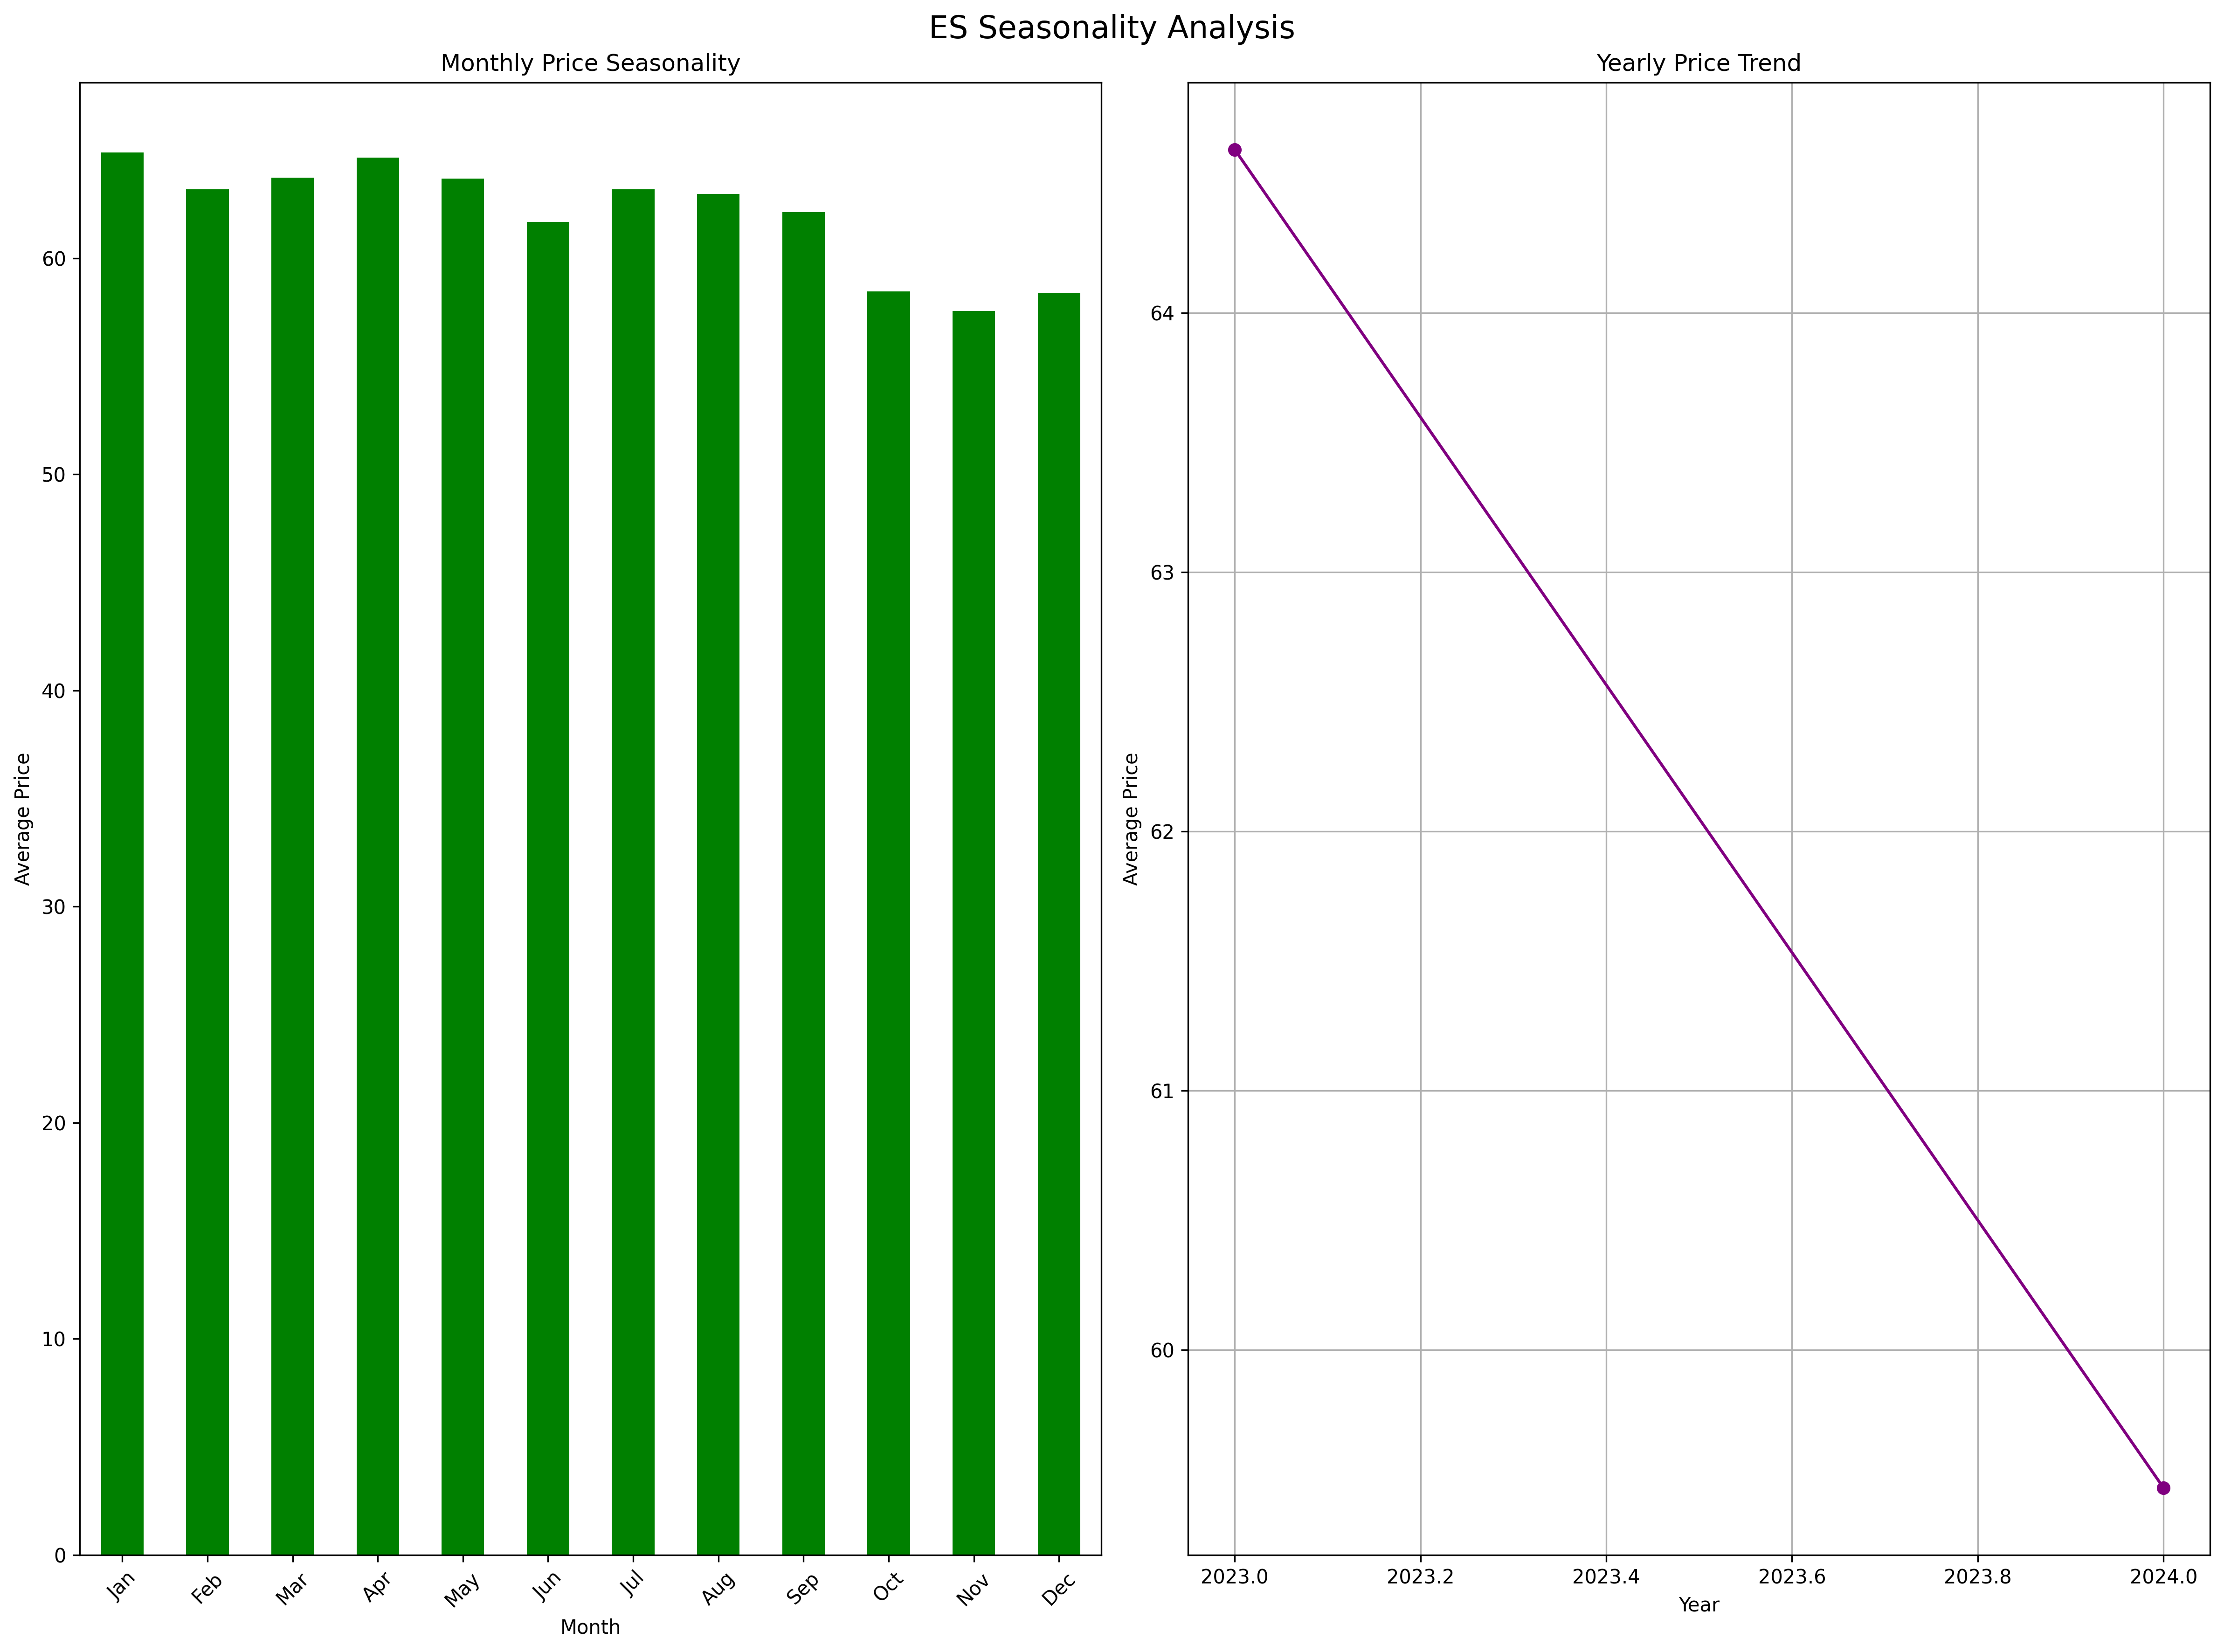 ES Seasonality Analysis
Monthly Price Seasonality
Average Price
60
50
40
30
20
10
0
Jan
Feb
Mar
Apr
May
Jun
Jul
Aug
Sep
Oct
Nov
Dec
Month
Yearly Price Trend
Average Price
64
63
62
61
60
2023.0
2023.2
2023.4
2023.6
2023.8
2024.0
Year